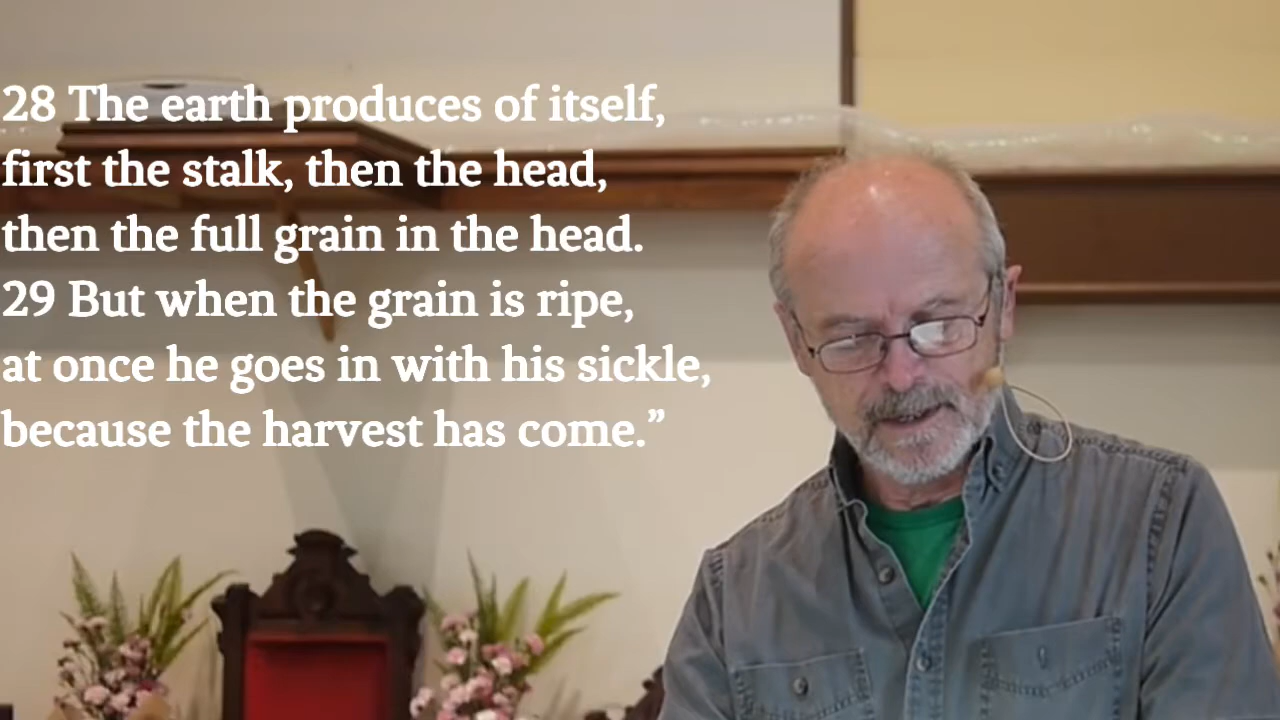 28 The earth produces of itself,
first the stalk, then the head,
then the full grain in the head.
29 But when the grain is ripe,
at once he goes in with his sickle,
because the harvest has come.”